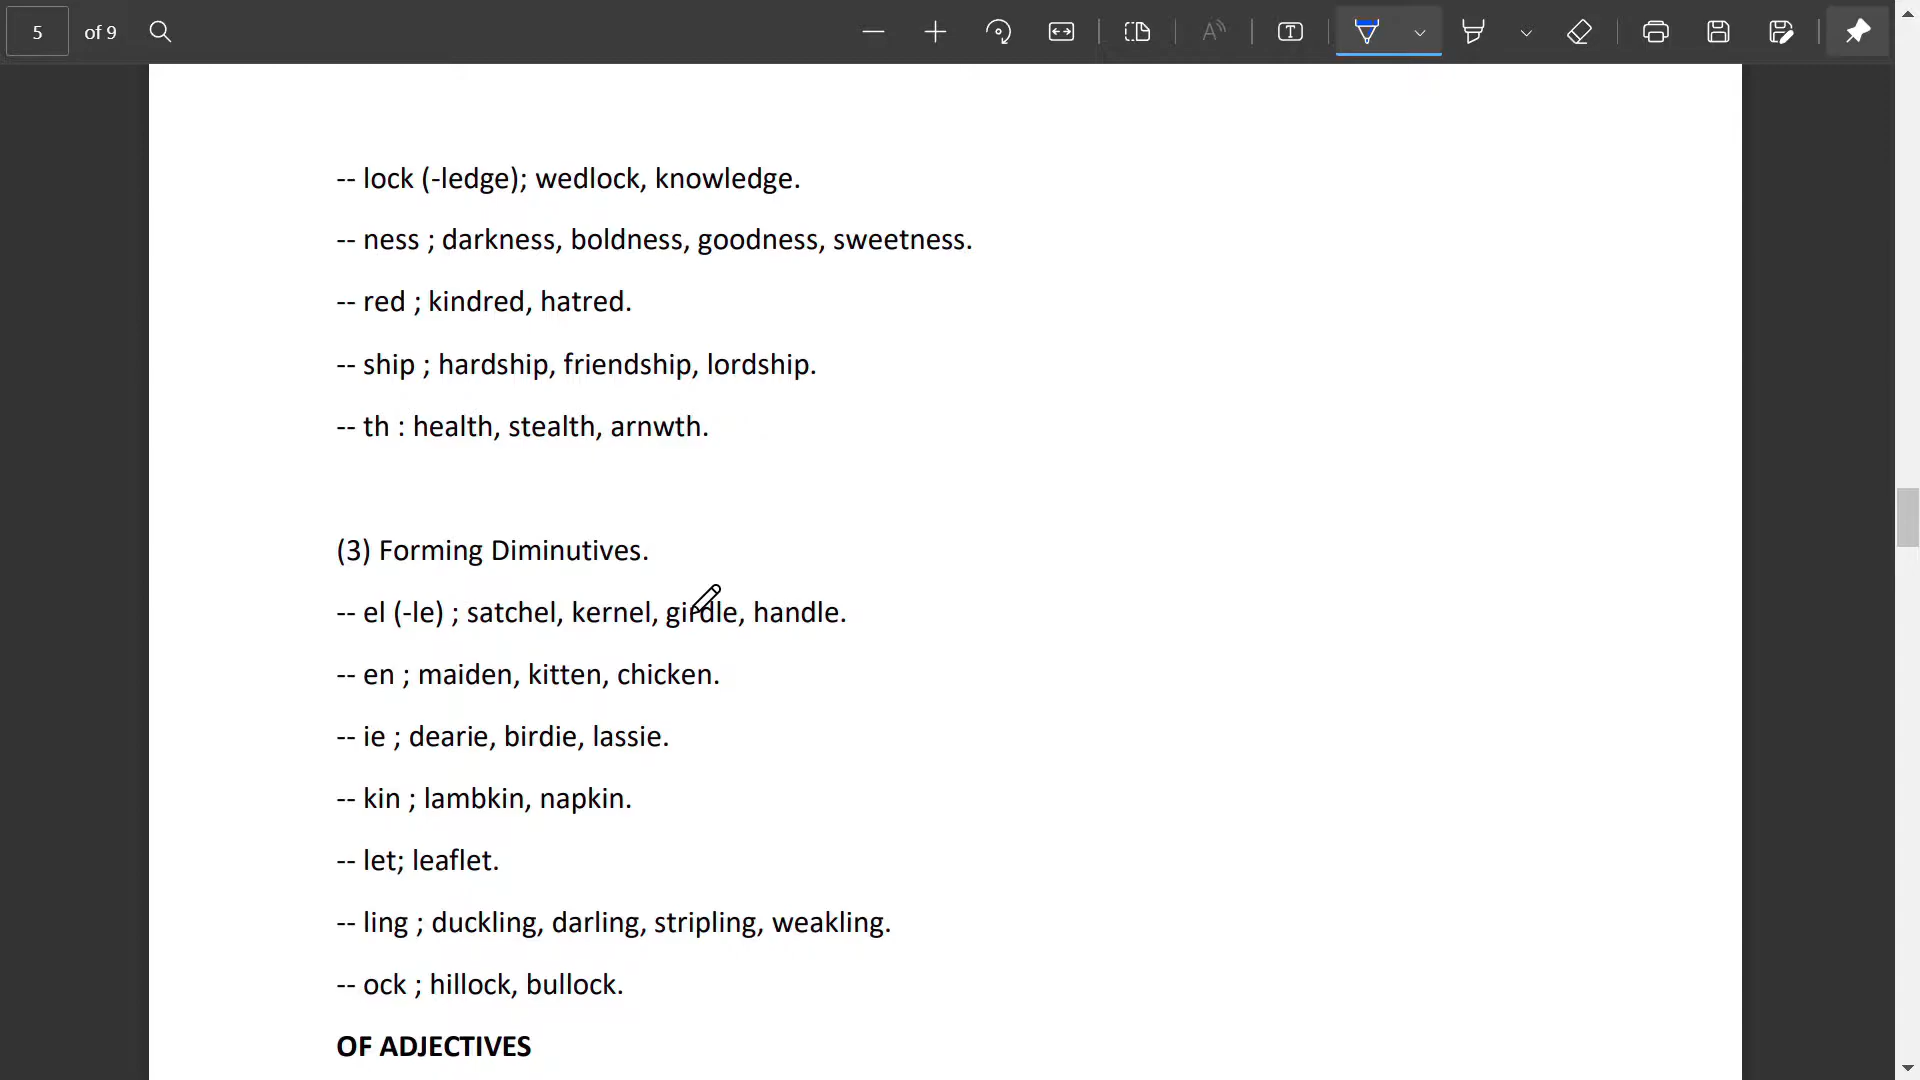 5 of 9
-- lock (-ledge); wedlock, knowledge.
-- ness ; darkness, boldness, goodness, sweetness.
-- red ; kindred, hatred.
-- ship ; hardship, friendship, lordship.
-- th : health, stealth, arnwth.
(3) Forming Diminutives.
-- el (-le) ; satchel, kernel, girdle, handle.
-- en ; maiden, kitten, chicken.
-- ie ; dearie, birdie, lassie.
-- kin ; lambkin, napkin.
-- let; leaflet.
-- ling ; duckling, darling, stripling, weakling.
-- ock ; hillock, bullock.
OF ADJECTIVES